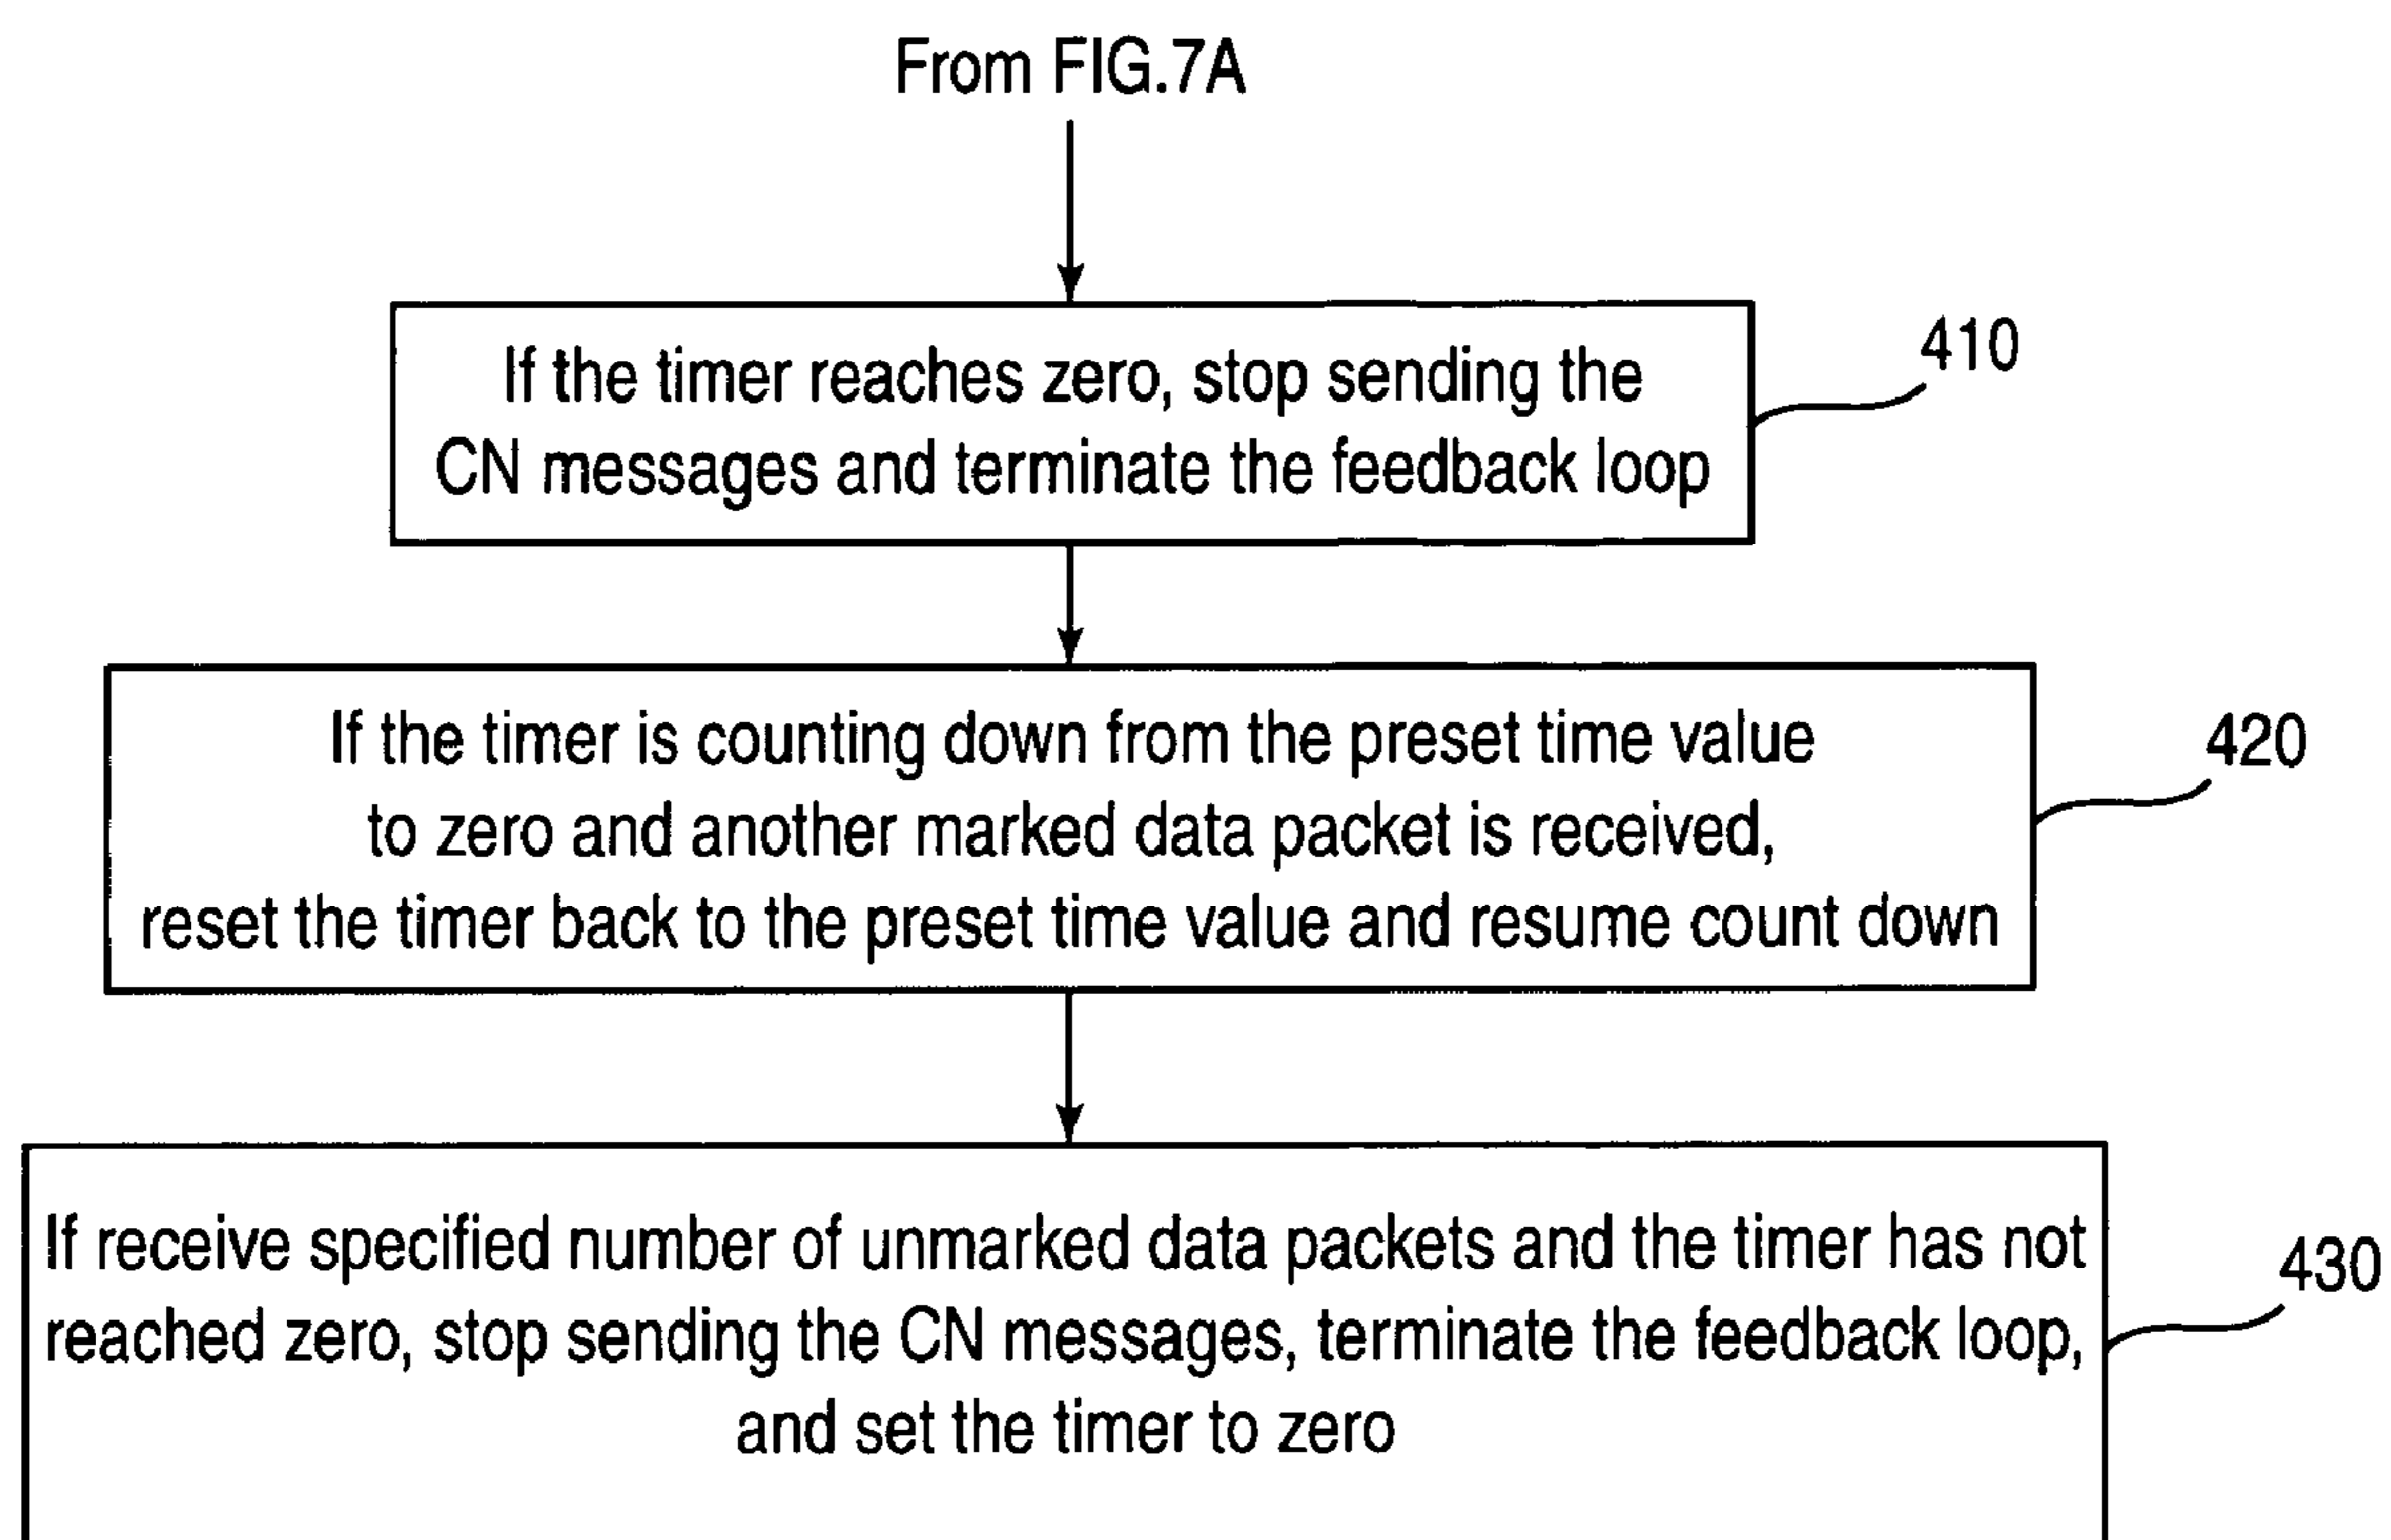 From FIG.7A
If the timer reaches zero, stop sending the
CN messages and terminate the feedback loop
410
If the timer is counting down from the preset time value
to zero and another marked data packet is received,
reset the timer back to the preset time value and resume count down
420
If receive specified number of unmarked data packets and the timer has not
reached zero, stop sending the CN messages, terminate the feedback loop,
and set the timer to zero
430